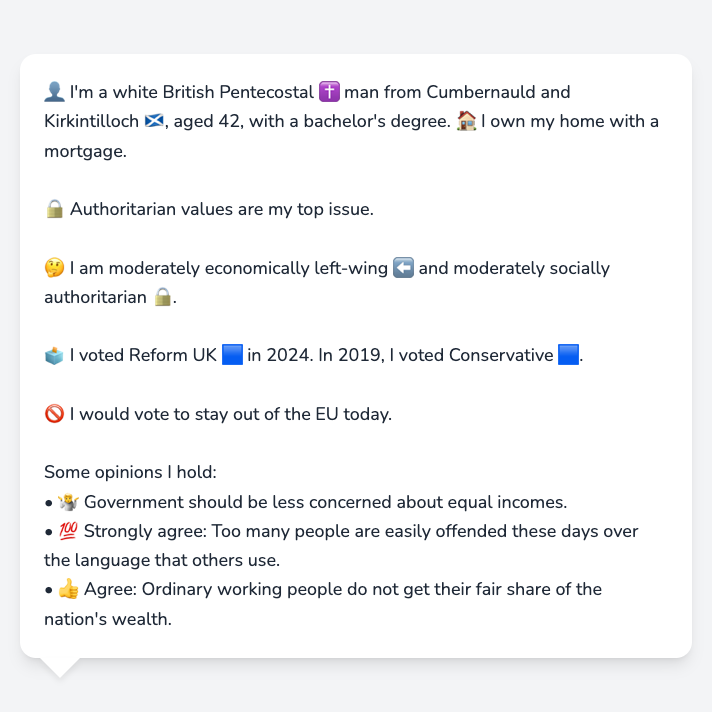 👤 I'm a white British Pentecostal ✝️ man from Cumbernauld and
Kirkintilloch 🏴󠁧󠁢󠁳󠁣󠁴󠁿, aged 42, with a bachelor's degree. 🏠 I own my home with a
mortgage.
🔒 Authoritarian values are my top issue.
🤔 I am moderately economically left-wing ⬅️ and moderately socially
authoritarian 🔒.
🗳️ I voted Reform UK 🟦 in 2024. In 2019, I voted Conservative 🟦.
🚫 I would vote to stay out of the EU today.
Some opinions I hold:
• 🤷 Government should be less concerned about equal incomes.
• 💯 Strongly agree: Too many people are easily offended these days over
the language that others use.
• 👍 Agree: Ordinary working people do not get their fair share of the
nation's wealth.